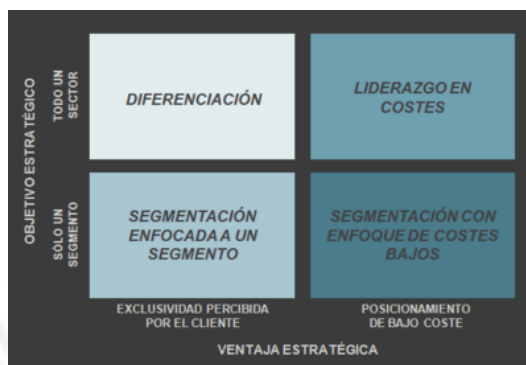 OBJETIVO ESTRATÉGICO
TODO UN
SECTOR
DIFERENCIACIÓN
LIDERAZGO EN
COSTES
SÓLO UN
SEGMENTO
SEGMENTACIÓN
ENFOCADA A UN
SEGMENTO
SEGMENTACIÓN CON
ENFOQUE DE COSTES
BAJOS
EXCLUSIVIDAD PERCIBIDA
POR EL CLIENTE
POSICIONAMIENTO
DE BAJO COSTE
VENTAJA ESTRATÉGICA